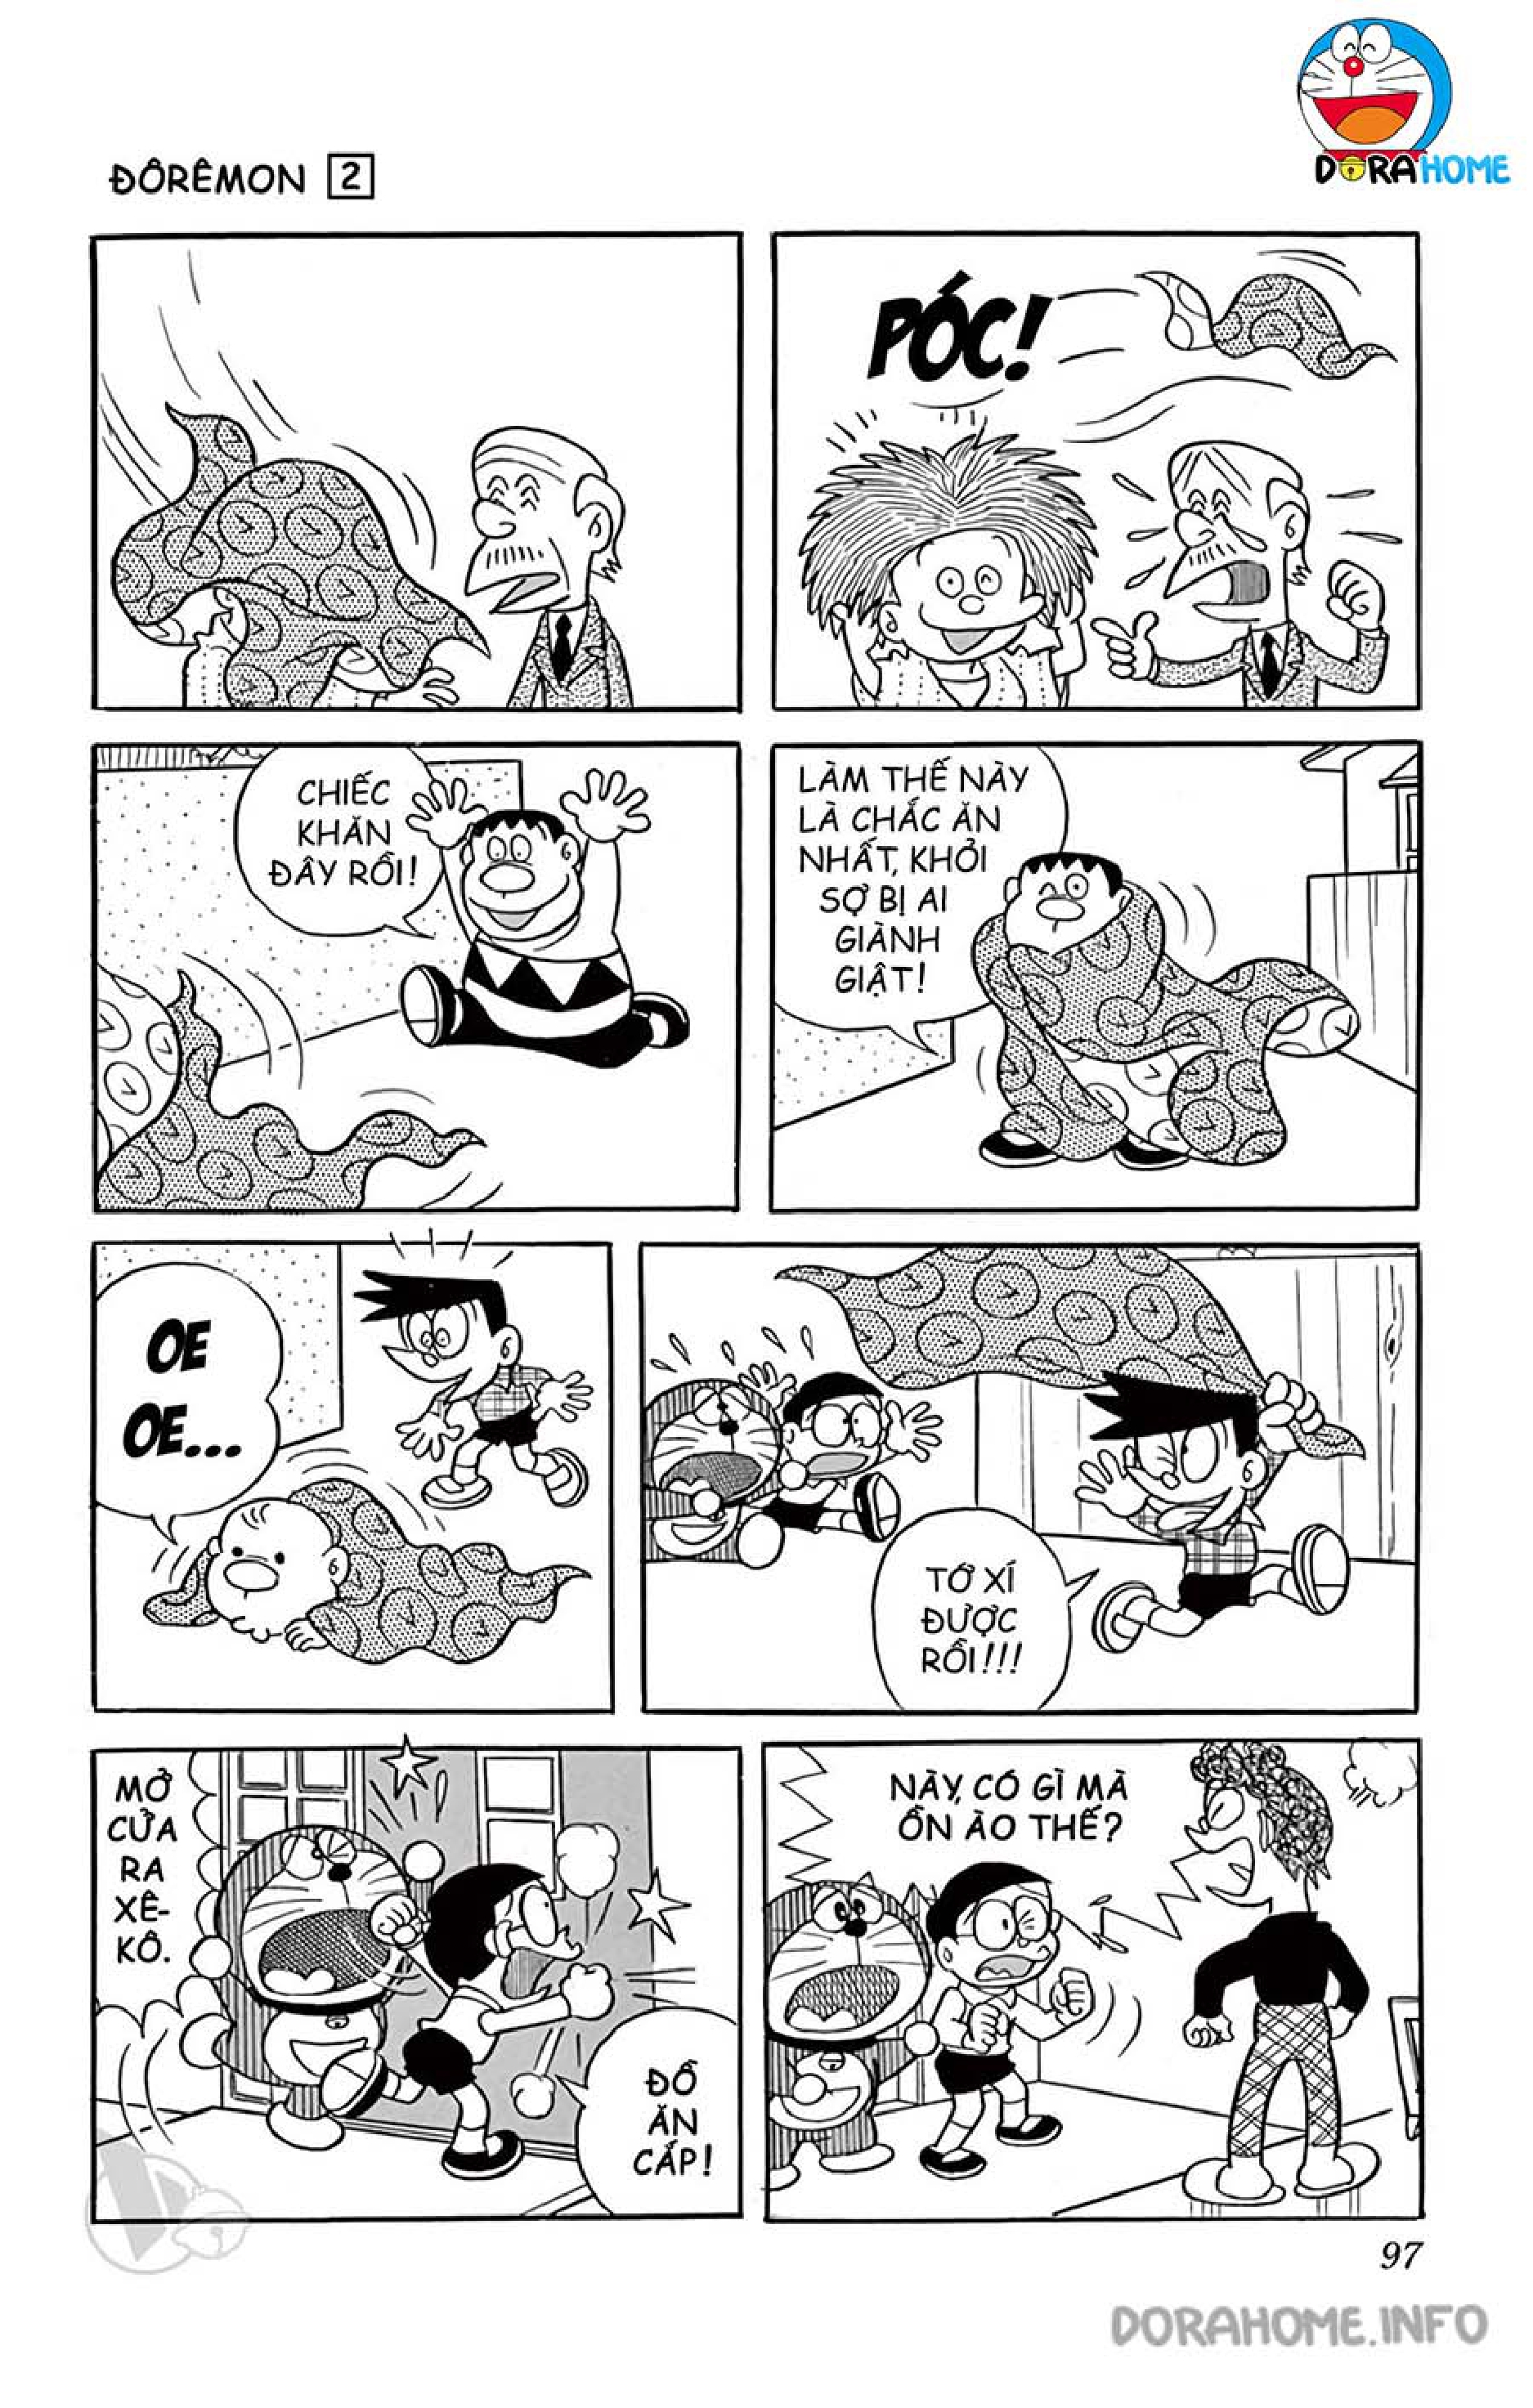 DORAHOME
ĐÔRÊMON 2
PÓC!
CHIẾC
KHĂN
ĐÂY RỒI!
LÀM THẾ NÀY
LÀ CHẮC ĂN
NHẤT, KHỎI
SỢ BỊ AI
GIÀNH
GIẬT!
OE
OE...
TỚ XÍ
ĐƯỢC
RỒI!!!
MỞ
CỬA
RA
XÊ-
KÔ.
ĐỒ
ĂN
CẮP!
NÀY, CÓ GÌ MÀ
ỒN ÀO THẾ?
97
DORAHOME.INFO